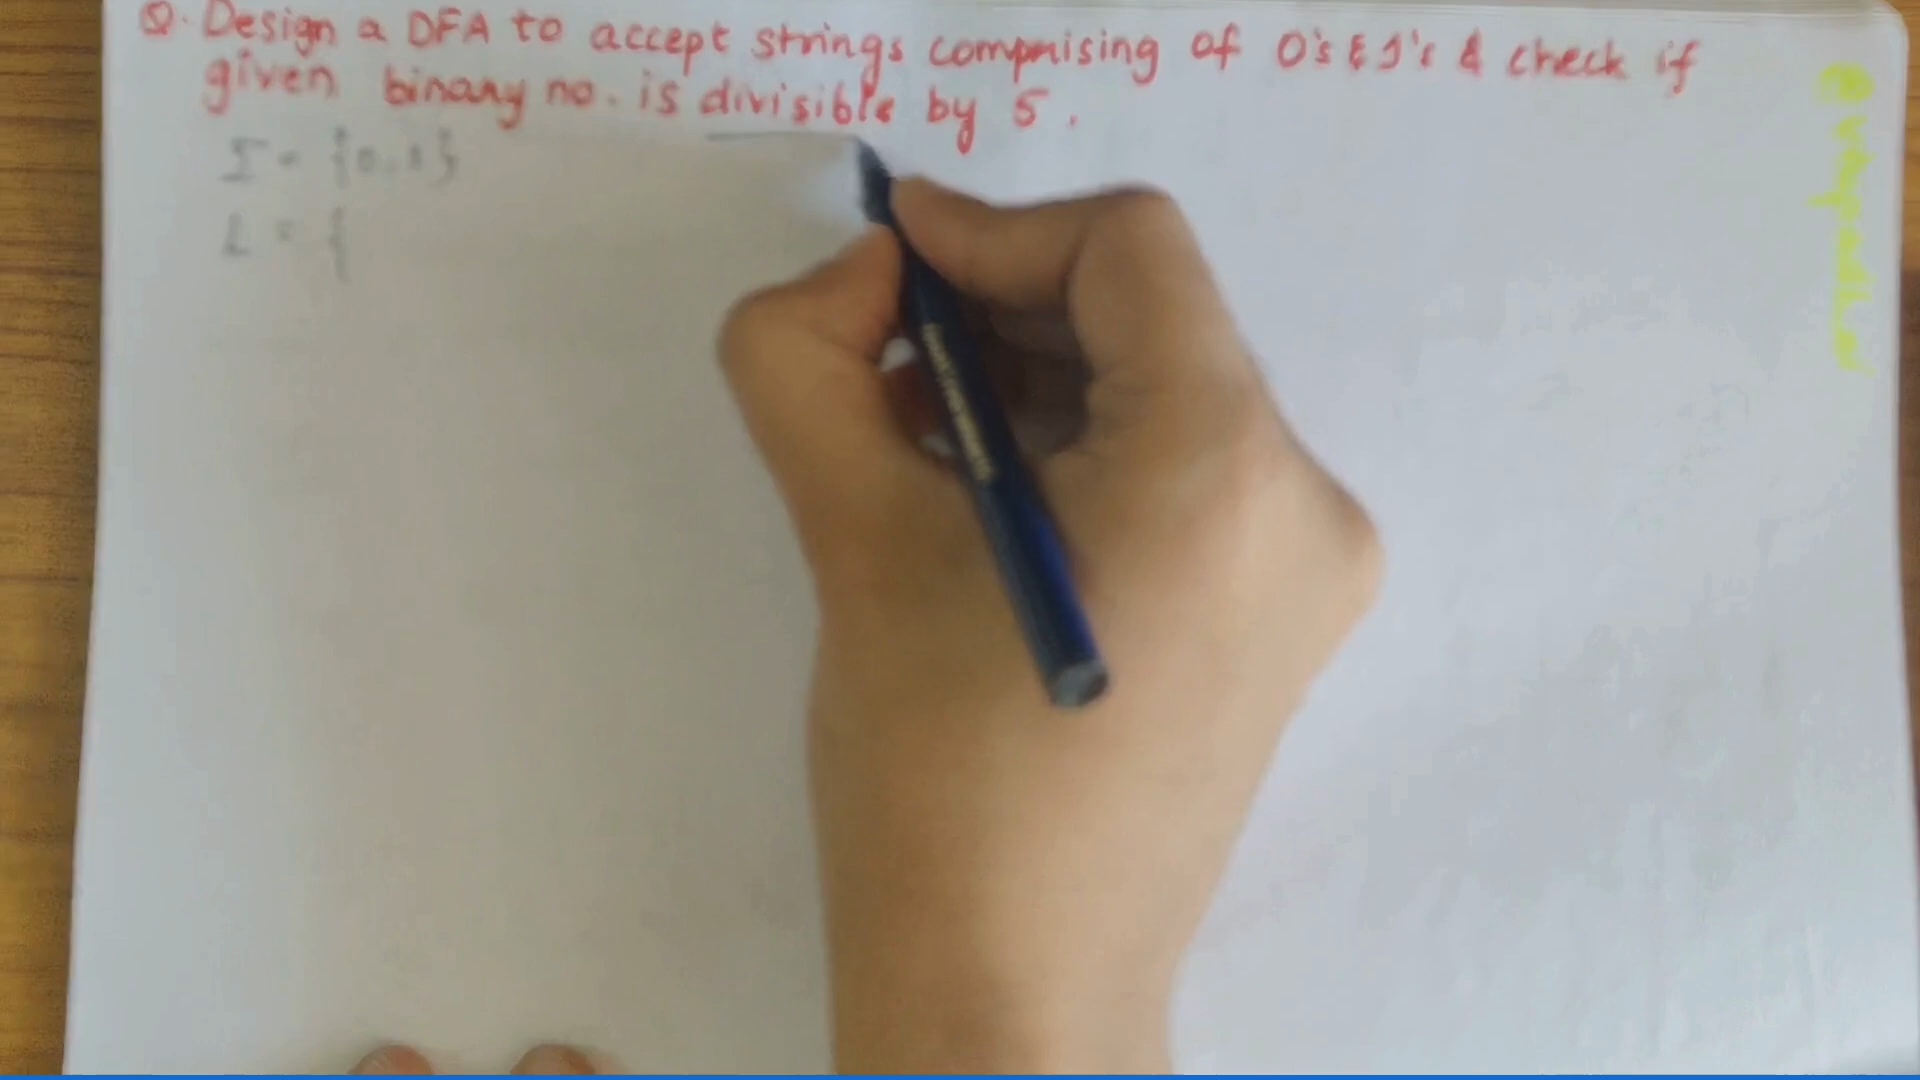 Q. Design a DFA to accept strings comprising of 0's & 1's & check if
given binary no. is divisible by 5.
Σ = {0,1}
L = {